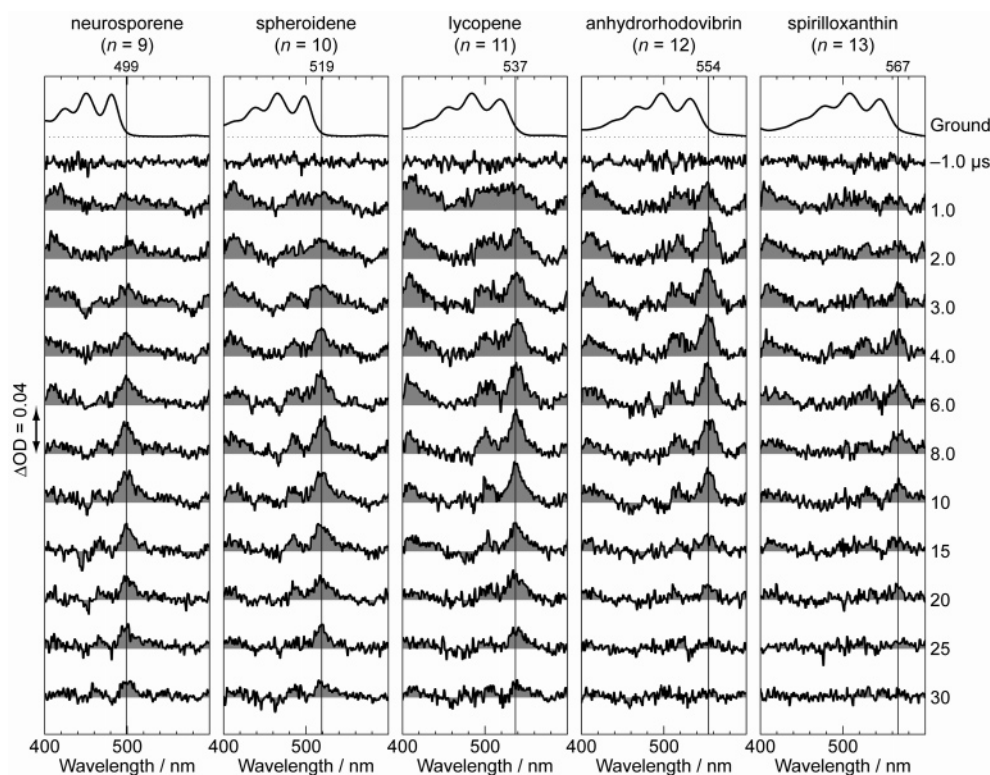 neurosporene spheroidene lycopene anhydrorhodovibrin spirilloxanthin
(n = 9) (n = 10) (n = 11) (n = 12) (n = 13)
499 519 537 554 567
Ground
–1.0 μs
1.0
2.0
3.0
4.0
6.0
ΔOD = 0.04
8.0
10
15
20
25
30
400 500 400 500 400 500 400 500 400 500
Wavelength / nm Wavelength / nm Wavelength / nm Wavelength / nm Wavelength / nm